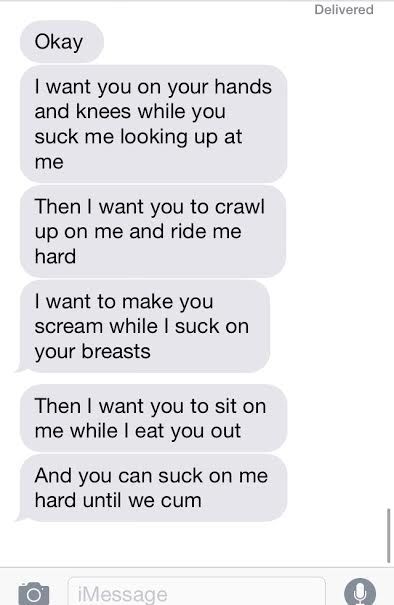 Delivered
Okay
I want you on your hands
and knees while you
suck me looking up at
me
Then I want you to crawl
up on me and ride me
hard
I want to make you
scream while I suck on
your breasts
Then I want you to sit on
me while I eat you out
And you can suck on me
hard until we cum
iMessage